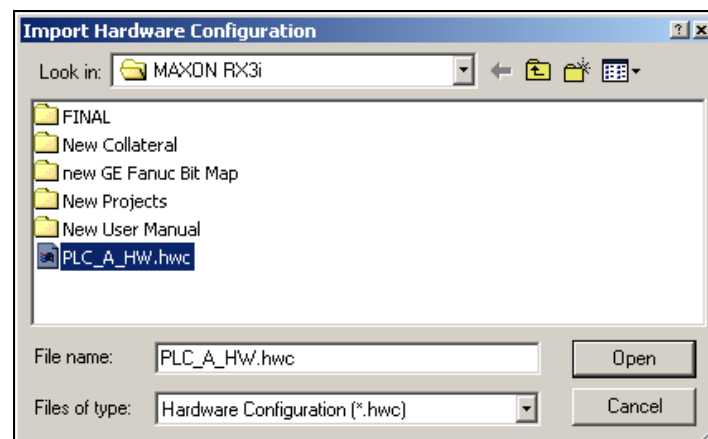 Import Hardware Configuration
Look in: MAXON RX3i
FINAL
New Collateral
new GE Fanuc Bit Map
New Projects
New User Manual
PLC_A_HW.hwc
File name: PLC_A_HW.hwc Open
Files of type: Hardware Configuration (*.hwc) Cancel